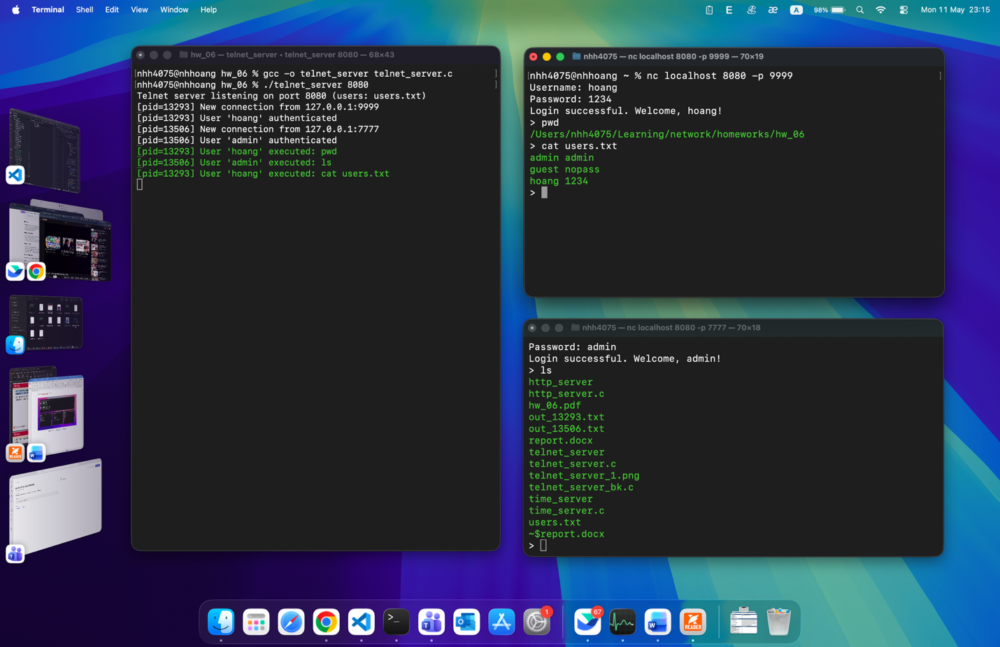 Terminal Shell Edit View Window Help
E æ A 98% Mon 11 May 23:15
hw_06 — telnet_server • telnet_server 8080 — 68×43
[nhh4075@nhhoang hw_06 % gcc -o telnet_server telnet_server.c ]
[nhh4075@nhhoang hw_06 % ./telnet_server 8080 ]
Telnet server listening on port 8080 (users: users.txt)
[pid=13293] New connection from 127.0.0.1:9999
[pid=13293] User 'hoang' authenticated
[pid=13506] New connection from 127.0.0.1:7777
[pid=13506] User 'admin' authenticated
[pid=13293] User 'hoang' executed: pwd
[pid=13506] User 'admin' executed: ls
[pid=13293] User 'hoang' executed: cat users.txt
nhh4075 — nc localhost 8080 -p 9999 — 70×19
[nhh4075@nhhoang ~ % nc localhost 8080 -p 9999 ]
Username: hoang
Password: 1234
Login successful. Welcome, hoang!
> pwd
/Users/nhh4075/Learning/network/homeworks/hw_06
> cat users.txt
admin admin
guest nopass
hoang 1234
>
nhh4075 — nc localhost 8080 -p 7777 — 70×18
Password: admin
Login successful. Welcome, admin!
> ls
http_server
http_server.c
hw_06.pdf
out_13293.txt
out_13506.txt
report.docx
telnet_server
telnet_server.c
telnet_server_1.png
telnet_server_bk.c
time_server
time_server.c
users.txt
~$report.docx
>
READER
W
T
>_
T
1
67
W
READER